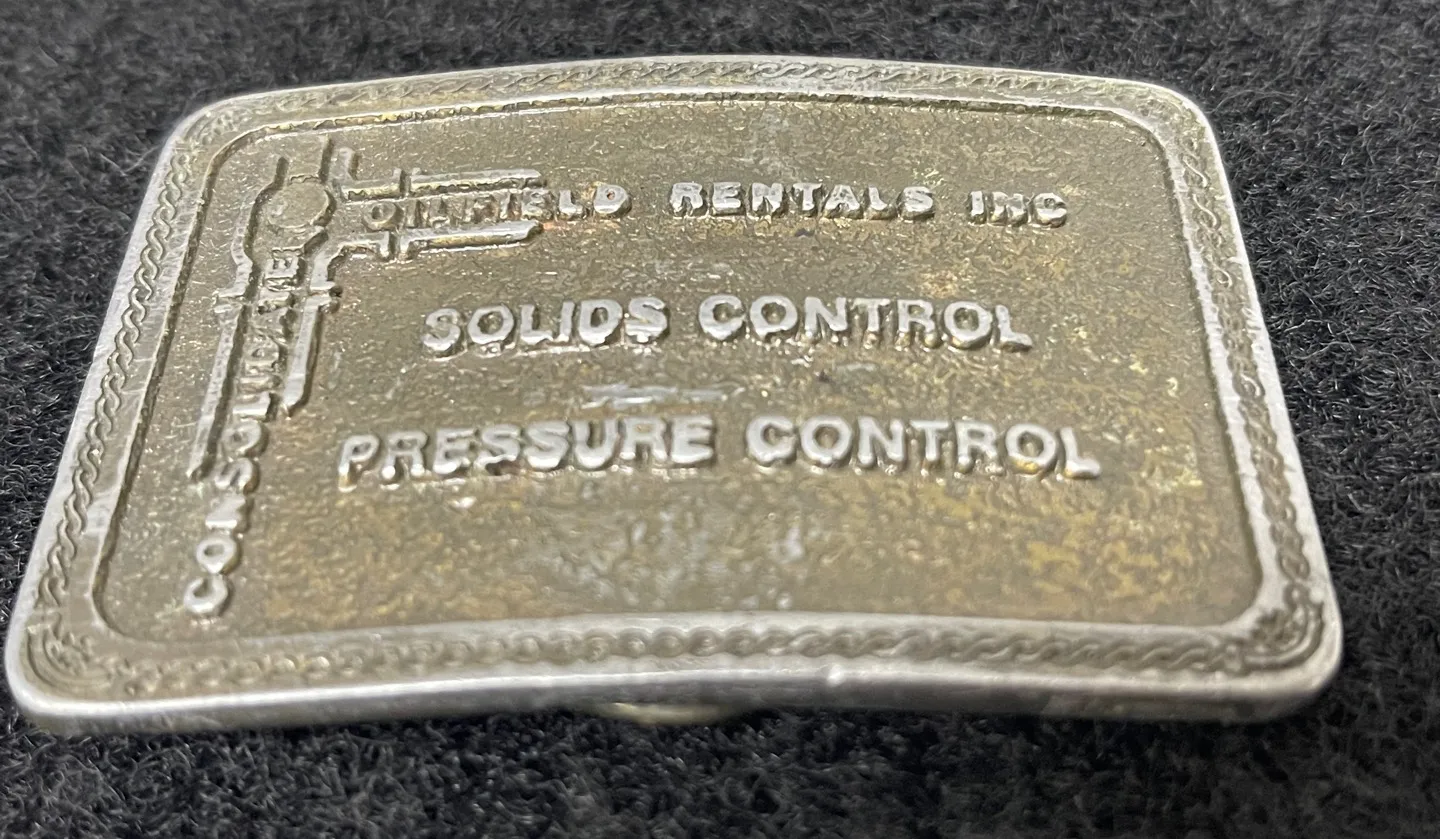 CONSOLIDATED
OILFIELD RENTALS INC
SOLIDS CONTROL
PRESSURE CONTROL